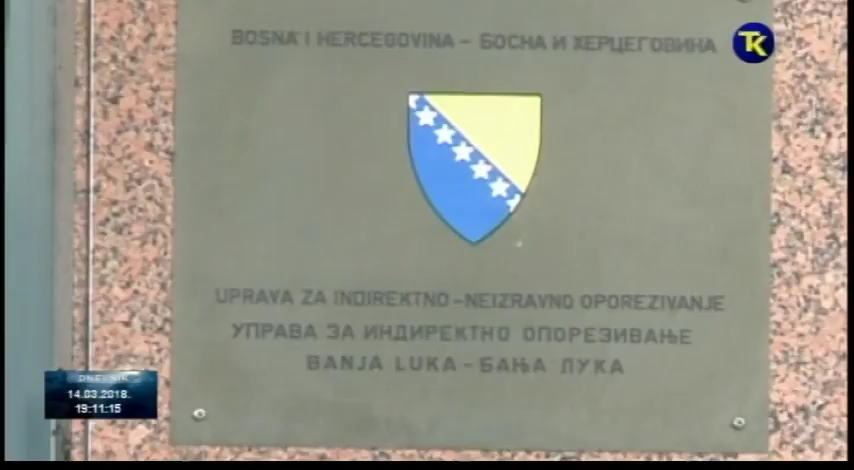 BOSNA I HERCEGOVINA - БОСНА И ХЕРЦЕГОВИНА
TK
UPRAVA ZA INDIREKTNO-NEIZRAVNO OPOREZIVANJE
УПРАВА ЗА ИНДИРЕКТНО ОПОРЕЗИВАЊЕ
BANJA LUKA - БАЊА ЛУКА
DNEVNIK
14.03.2018.
19:11:15